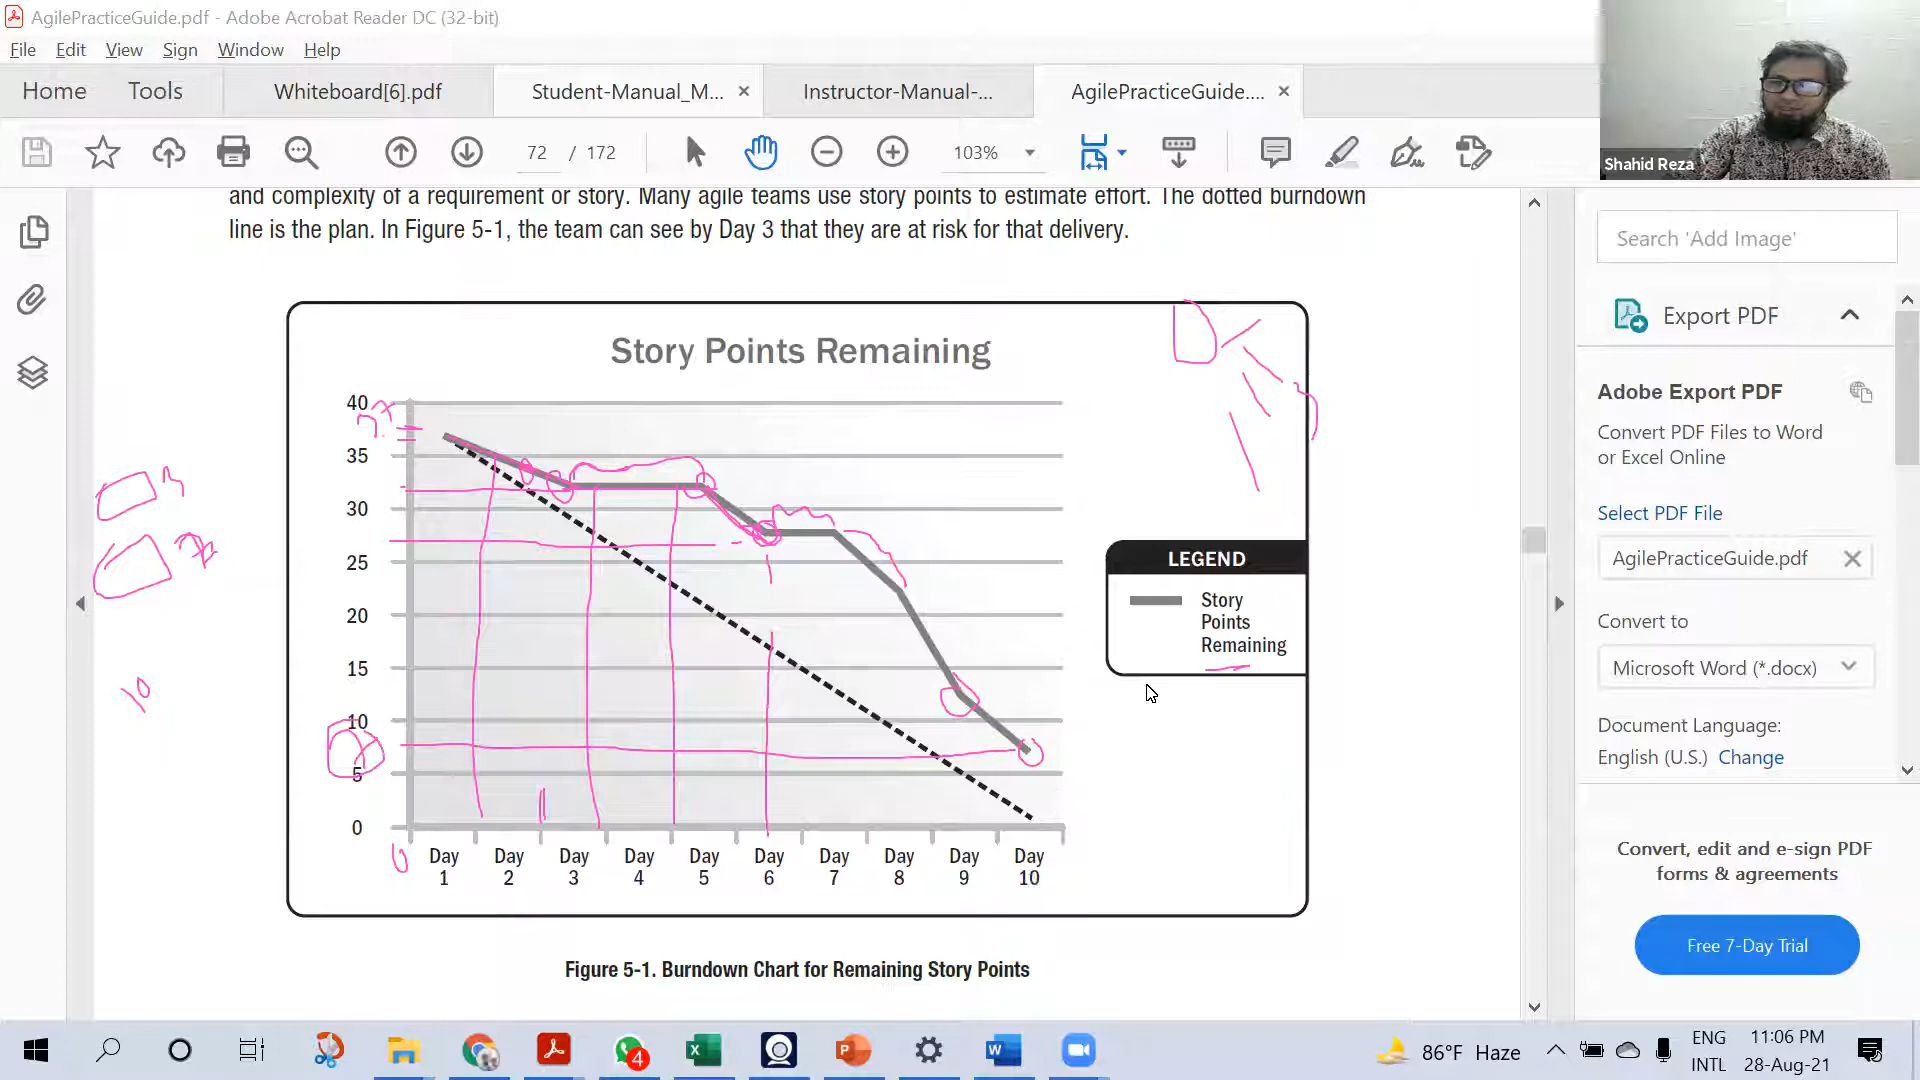 AgilePracticeGuide.pdf - Adobe Acrobat Reader DC (32-bit)
File Edit View Sign Window Help
Home Tools Whiteboard[6].pdf Student-Manual_M... Instructor-Manual-... AgilePracticeGuide....
72 / 172 103%
Shahid Reza
and complexity of a requirement or story. Many agile teams use story points to estimate effort. The dotted burndown
line is the plan. In Figure 5-1, the team can see by Day 3 that they are at risk for that delivery.
Story Points Remaining
40
35
30
25
20
15
10
5
0
Day 1 Day 2 Day 3 Day 4 Day 5 Day 6 Day 7 Day 8 Day 9 Day 10
LEGEND
Story
Points
Remaining
37
D
10
Figure 5-1. Burndown Chart for Remaining Story Points
Search 'Add Image'
Export PDF
Adobe Export PDF
Convert PDF Files to Word
or Excel Online
Select PDF File
AgilePracticeGuide.pdf
Convert to
Microsoft Word (*.docx)
Document Language:
English (U.S.) Change
Convert, edit and e-sign PDF
forms & agreements
Free 7-Day Trial
4
86°F Haze
ENG
INTL
11:06 PM
28-Aug-21